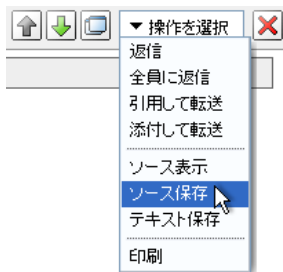 ▼操作を選択
返信
全員に返信
引用して転送
添付して転送
ソース表示
ソース保存
テキスト保存
印刷